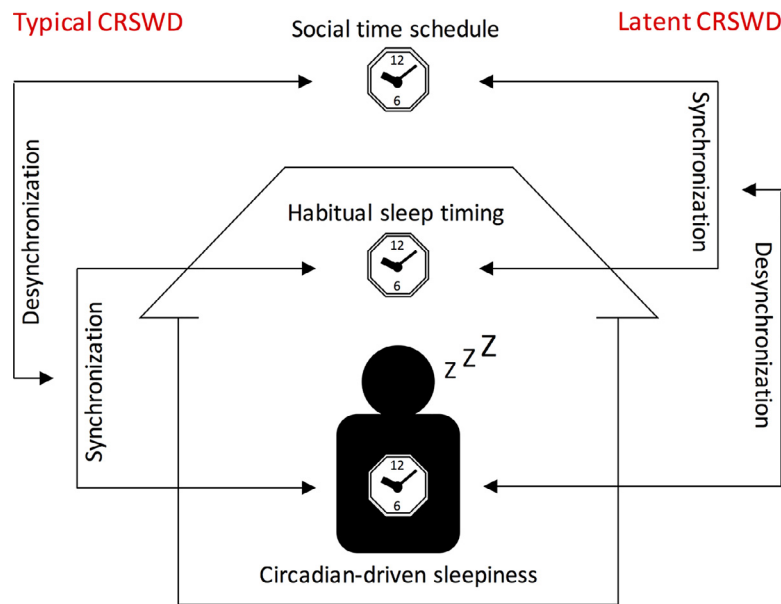 Typical CRSWD
Social time schedule
Latent CRSWD
12
6
Synchronization
Desynchronization
Habitual sleep timing
12
6
Desynchronization
Synchronization
z z z
12
6
Circadian-driven sleepiness